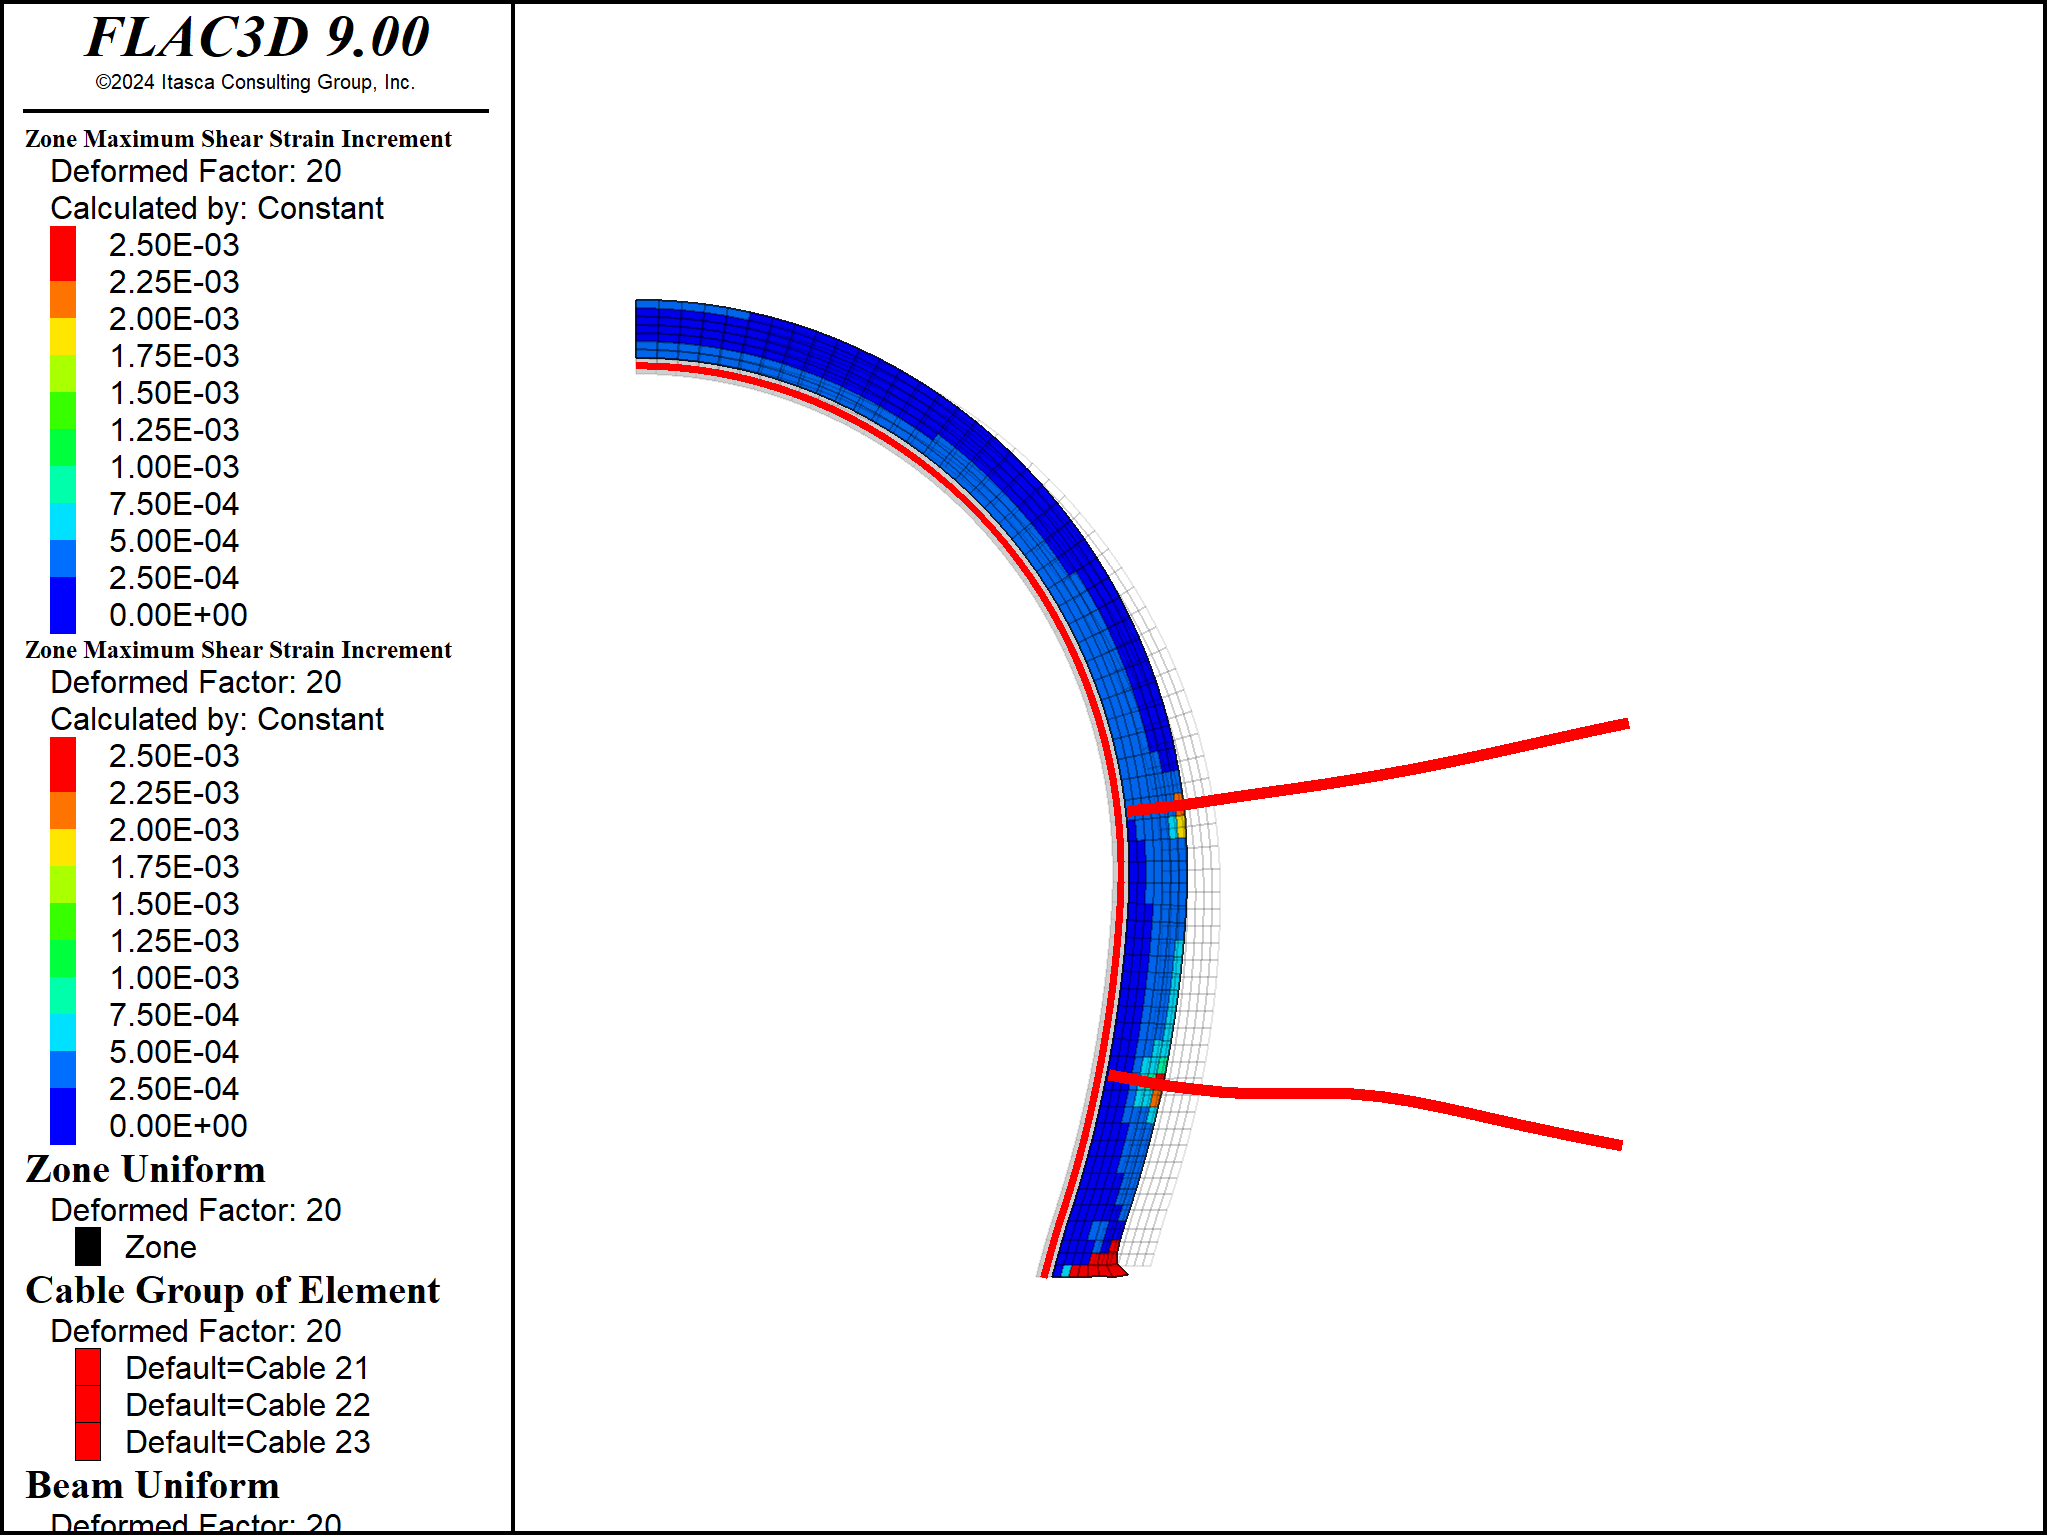 FLAC3D 9.00
©2024 Itasca Consulting Group, Inc.
Zone Maximum Shear Strain Increment
Deformed Factor: 20
Calculated by: Constant
2.50E-03
2.25E-03
2.00E-03
1.75E-03
1.50E-03
1.25E-03
1.00E-03
7.50E-04
5.00E-04
2.50E-04
0.00E+00
Zone Maximum Shear Strain Increment
Deformed Factor: 20
Calculated by: Constant
2.50E-03
2.25E-03
2.00E-03
1.75E-03
1.50E-03
1.25E-03
1.00E-03
7.50E-04
5.00E-04
2.50E-04
0.00E+00
Zone Uniform
Deformed Factor: 20
Zone
Cable Group of Element
Deformed Factor: 20
Default=Cable 21
Default=Cable 22
Default=Cable 23
Beam Uniform
Deformed Factor: 20